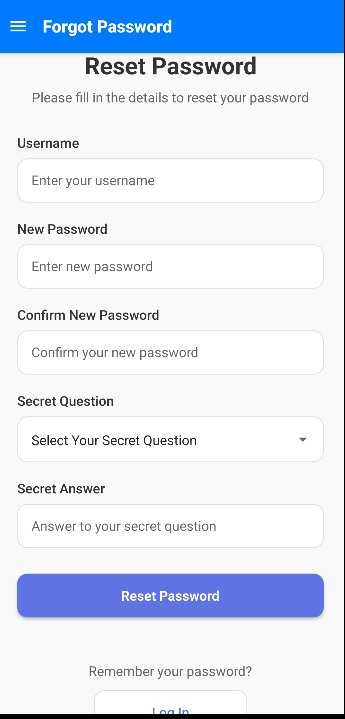 Forgot Password
Reset Password
Please fill in the details to reset your password
Username
Enter your username
New Password
Enter new password
Confirm New Password
Confirm your new password
Secret Question
Select Your Secret Question
Secret Answer
Answer to your secret question
Reset Password
Remember your password?
Log In